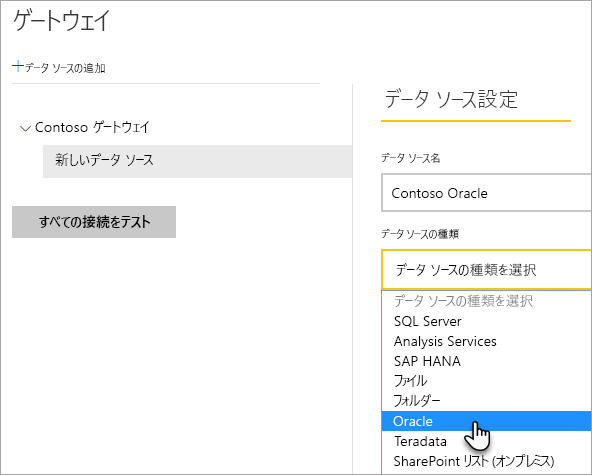 ゲートウェイ
+データ ソースの追加
Contoso ゲートウェイ
新しいデータ ソース
すべての接続をテスト
データ ソース設定
データ ソース名
Contoso Oracle
データ ソースの種類
データ ソースの種類を選択
データ ソースの種類を選択
SQL Server
Analysis Services
SAP HANA
ファイル
フォルダー
Oracle
Teradata
SharePoint リスト (オンプレミス)